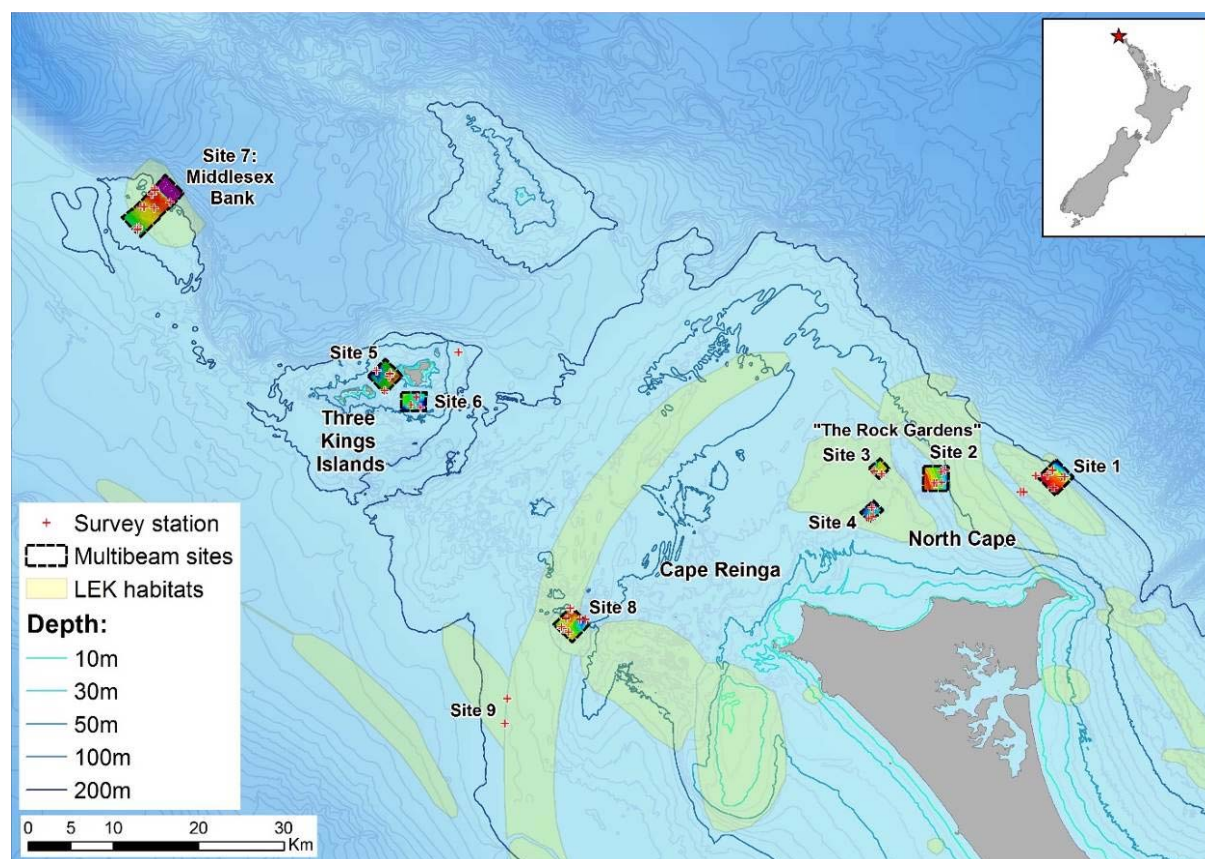 Site 7:
Middlesex
Bank
Site 5
Site 6
Three
Kings
Islands
"The Rock Gardens"
Site 3
Site 2
Site 1
Site 4
North Cape
Cape Reinga
Site 8
Site 9
Survey station
Multibeam sites
LEK habitats
Depth:
10m
30m
50m
100m
200m
0 5 10 20 30
Km